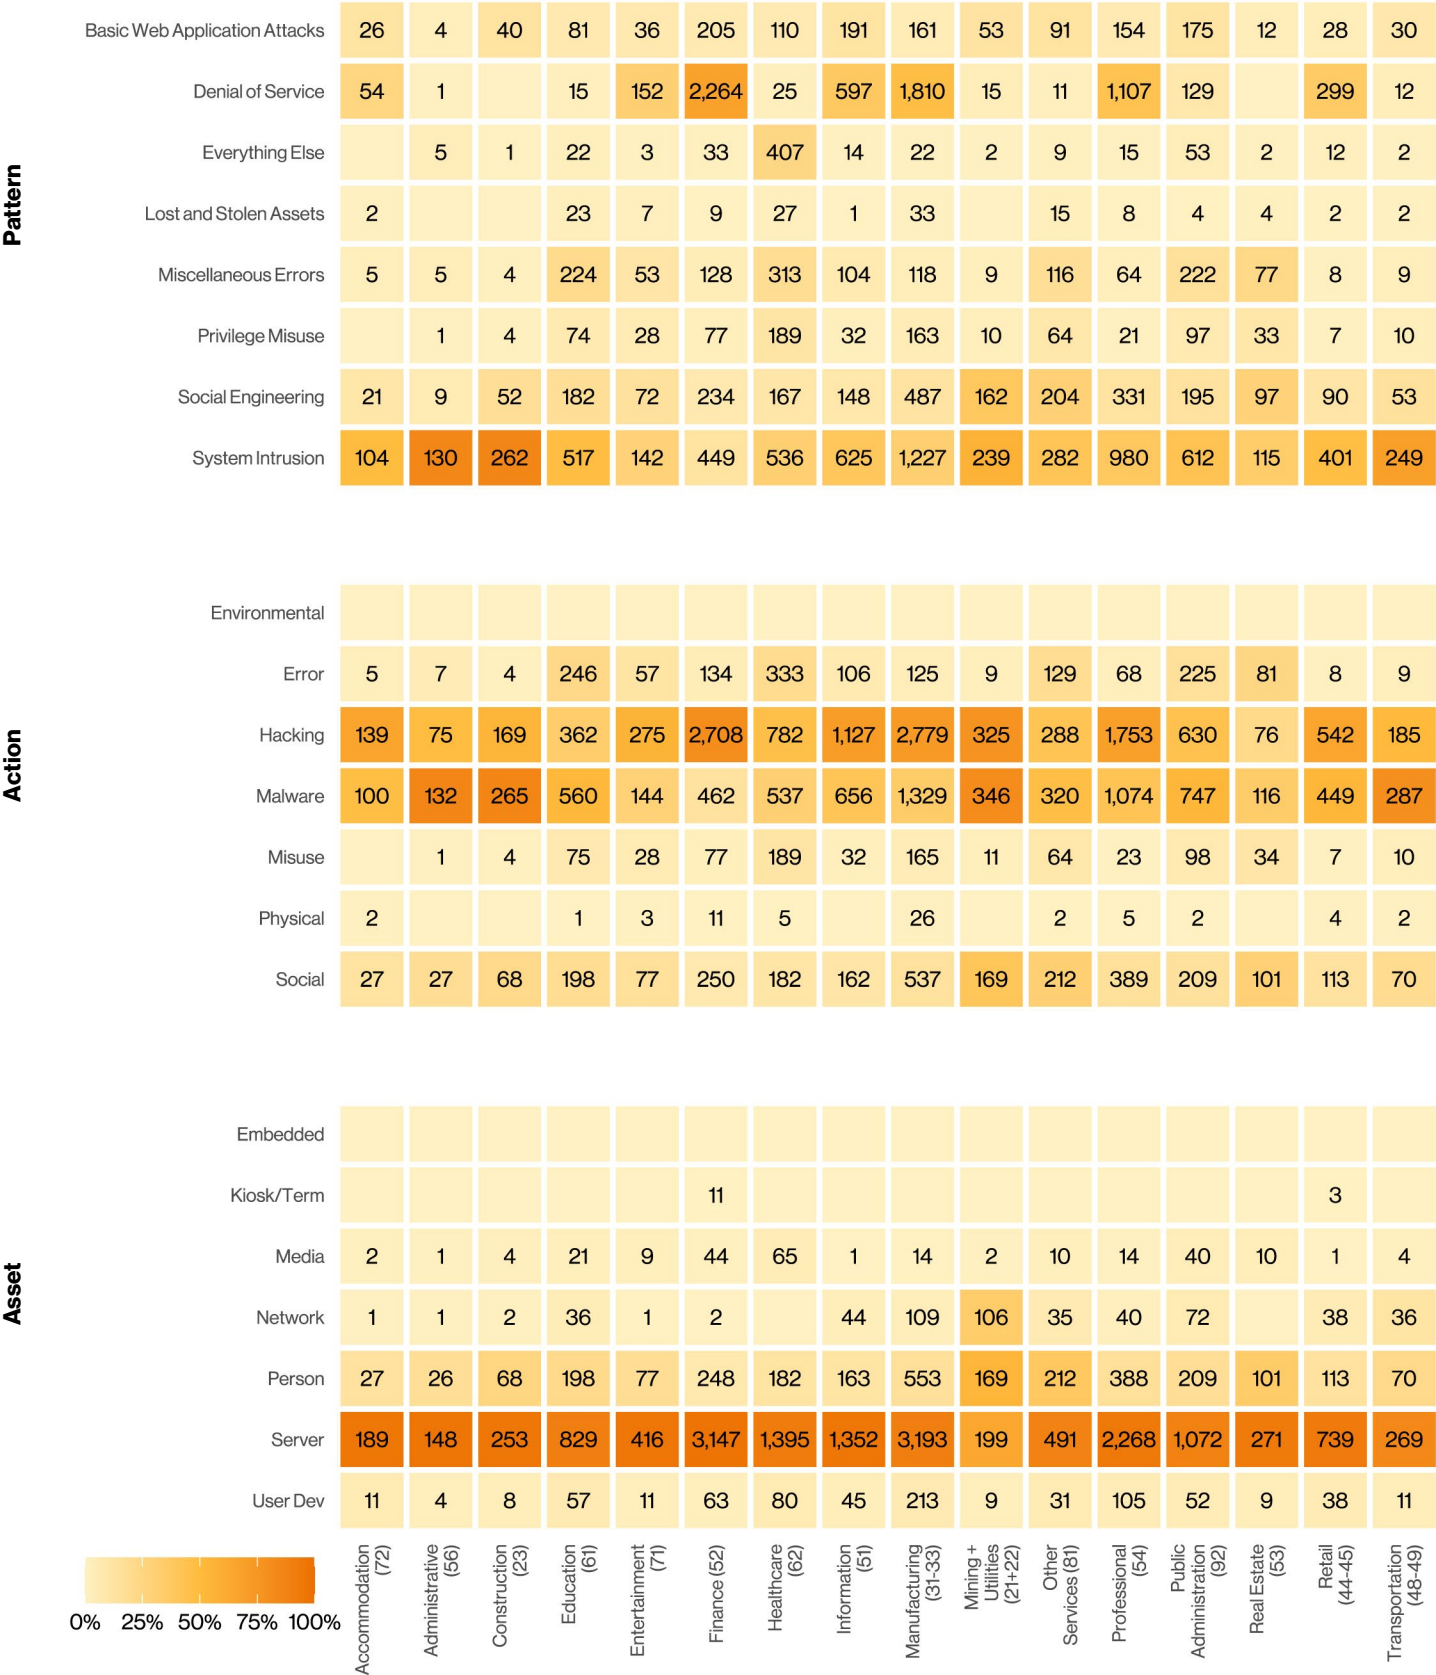 Pattern
Basic Web Application Attacks 26 4 40 81 36 205 110 191 161 53 91 154 175 12 28 30
Denial of Service 54 1 15 152 2,264 25 597 1,810 15 11 1,107 129 299 12
Everything Else 5 1 22 3 33 407 14 22 2 9 15 53 2 12 2
Lost and Stolen Assets 2 23 7 9 27 1 33 15 8 4 4 2 2
Miscellaneous Errors 5 5 4 224 53 128 313 104 118 9 116 64 222 77 8 9
Privilege Misuse 1 4 74 28 77 189 32 163 10 64 21 97 33 7 10
Social Engineering 21 9 52 182 72 234 167 148 487 162 204 331 195 97 90 53
System Intrusion 104 130 262 517 142 449 536 625 1,227 239 282 980 612 115 401 249
Action
Environmental
Error 5 7 4 246 57 134 333 106 125 9 129 68 225 81 8 9
Hacking 139 75 169 362 275 2,708 782 1,127 2,779 325 288 1,753 630 76 542 185
Malware 100 132 265 560 144 462 537 656 1,329 346 320 1,074 747 116 449 287
Misuse 1 4 75 28 77 189 32 165 11 64 23 98 34 7 10
Physical 2 1 3 11 5 26 2 5 2 4 2
Social 27 27 68 198 77 250 182 162 537 169 212 389 209 101 113 70
Asset
Embedded
Kiosk/Term 11 3
Media 2 1 4 21 9 44 65 1 14 2 10 14 40 10 1 4
Network 1 1 2 36 1 2 44 109 106 35 40 72 38 36
Person 27 26 68 198 77 248 182 163 553 169 212 388 209 101 113 70
Server 189 148 253 829 416 3,147 1,395 1,352 3,193 199 491 2,268 1,072 271 739 269
User Dev 11 4 8 57 11 63 80 45 213 9 31 105 52 9 38 11
0% 25% 50% 75% 100%
Accommodation
(72)
Administrative
(56)
Construction
(23)
Education
(61)
Entertainment
(71)
Finance (52)
Healthcare
(62)
Information
(51)
Manufacturing
(31-33)
Mining +
Utilities
(21+22)
Other
Services (81)
Professional
(54)
Public
Administration
(92)
Real Estate
(53)
Retail
(44-45)
Transportation
(48-49)